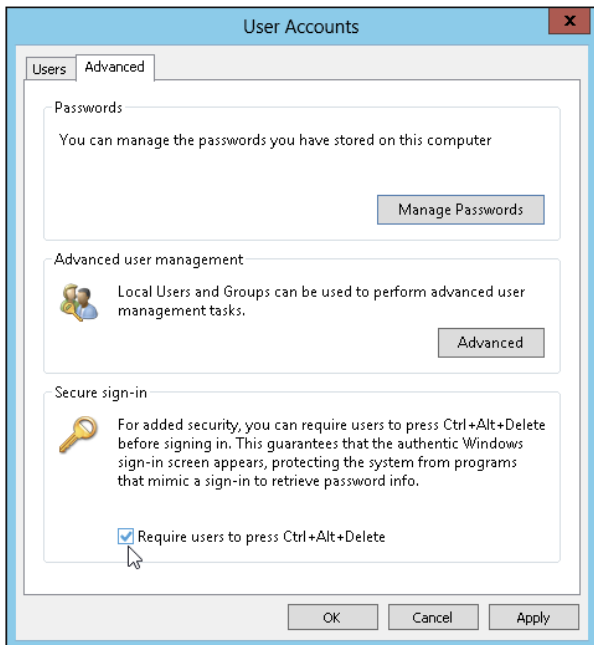 User Accounts
x
Users
Advanced
Passwords
You can manage the passwords you have stored on this computer
Manage Passwords
Advanced user management
Local Users and Groups can be used to perform advanced user
management tasks.
Advanced
Secure sign-in
For added security, you can require users to press Ctrl+Alt+Delete
before signing in. This guarantees that the authentic Windows
sign-in screen appears, protecting the system from programs
that mimic a sign-in to retrieve password info.
Require users to press Ctrl+Alt+Delete
OK
Cancel
Apply